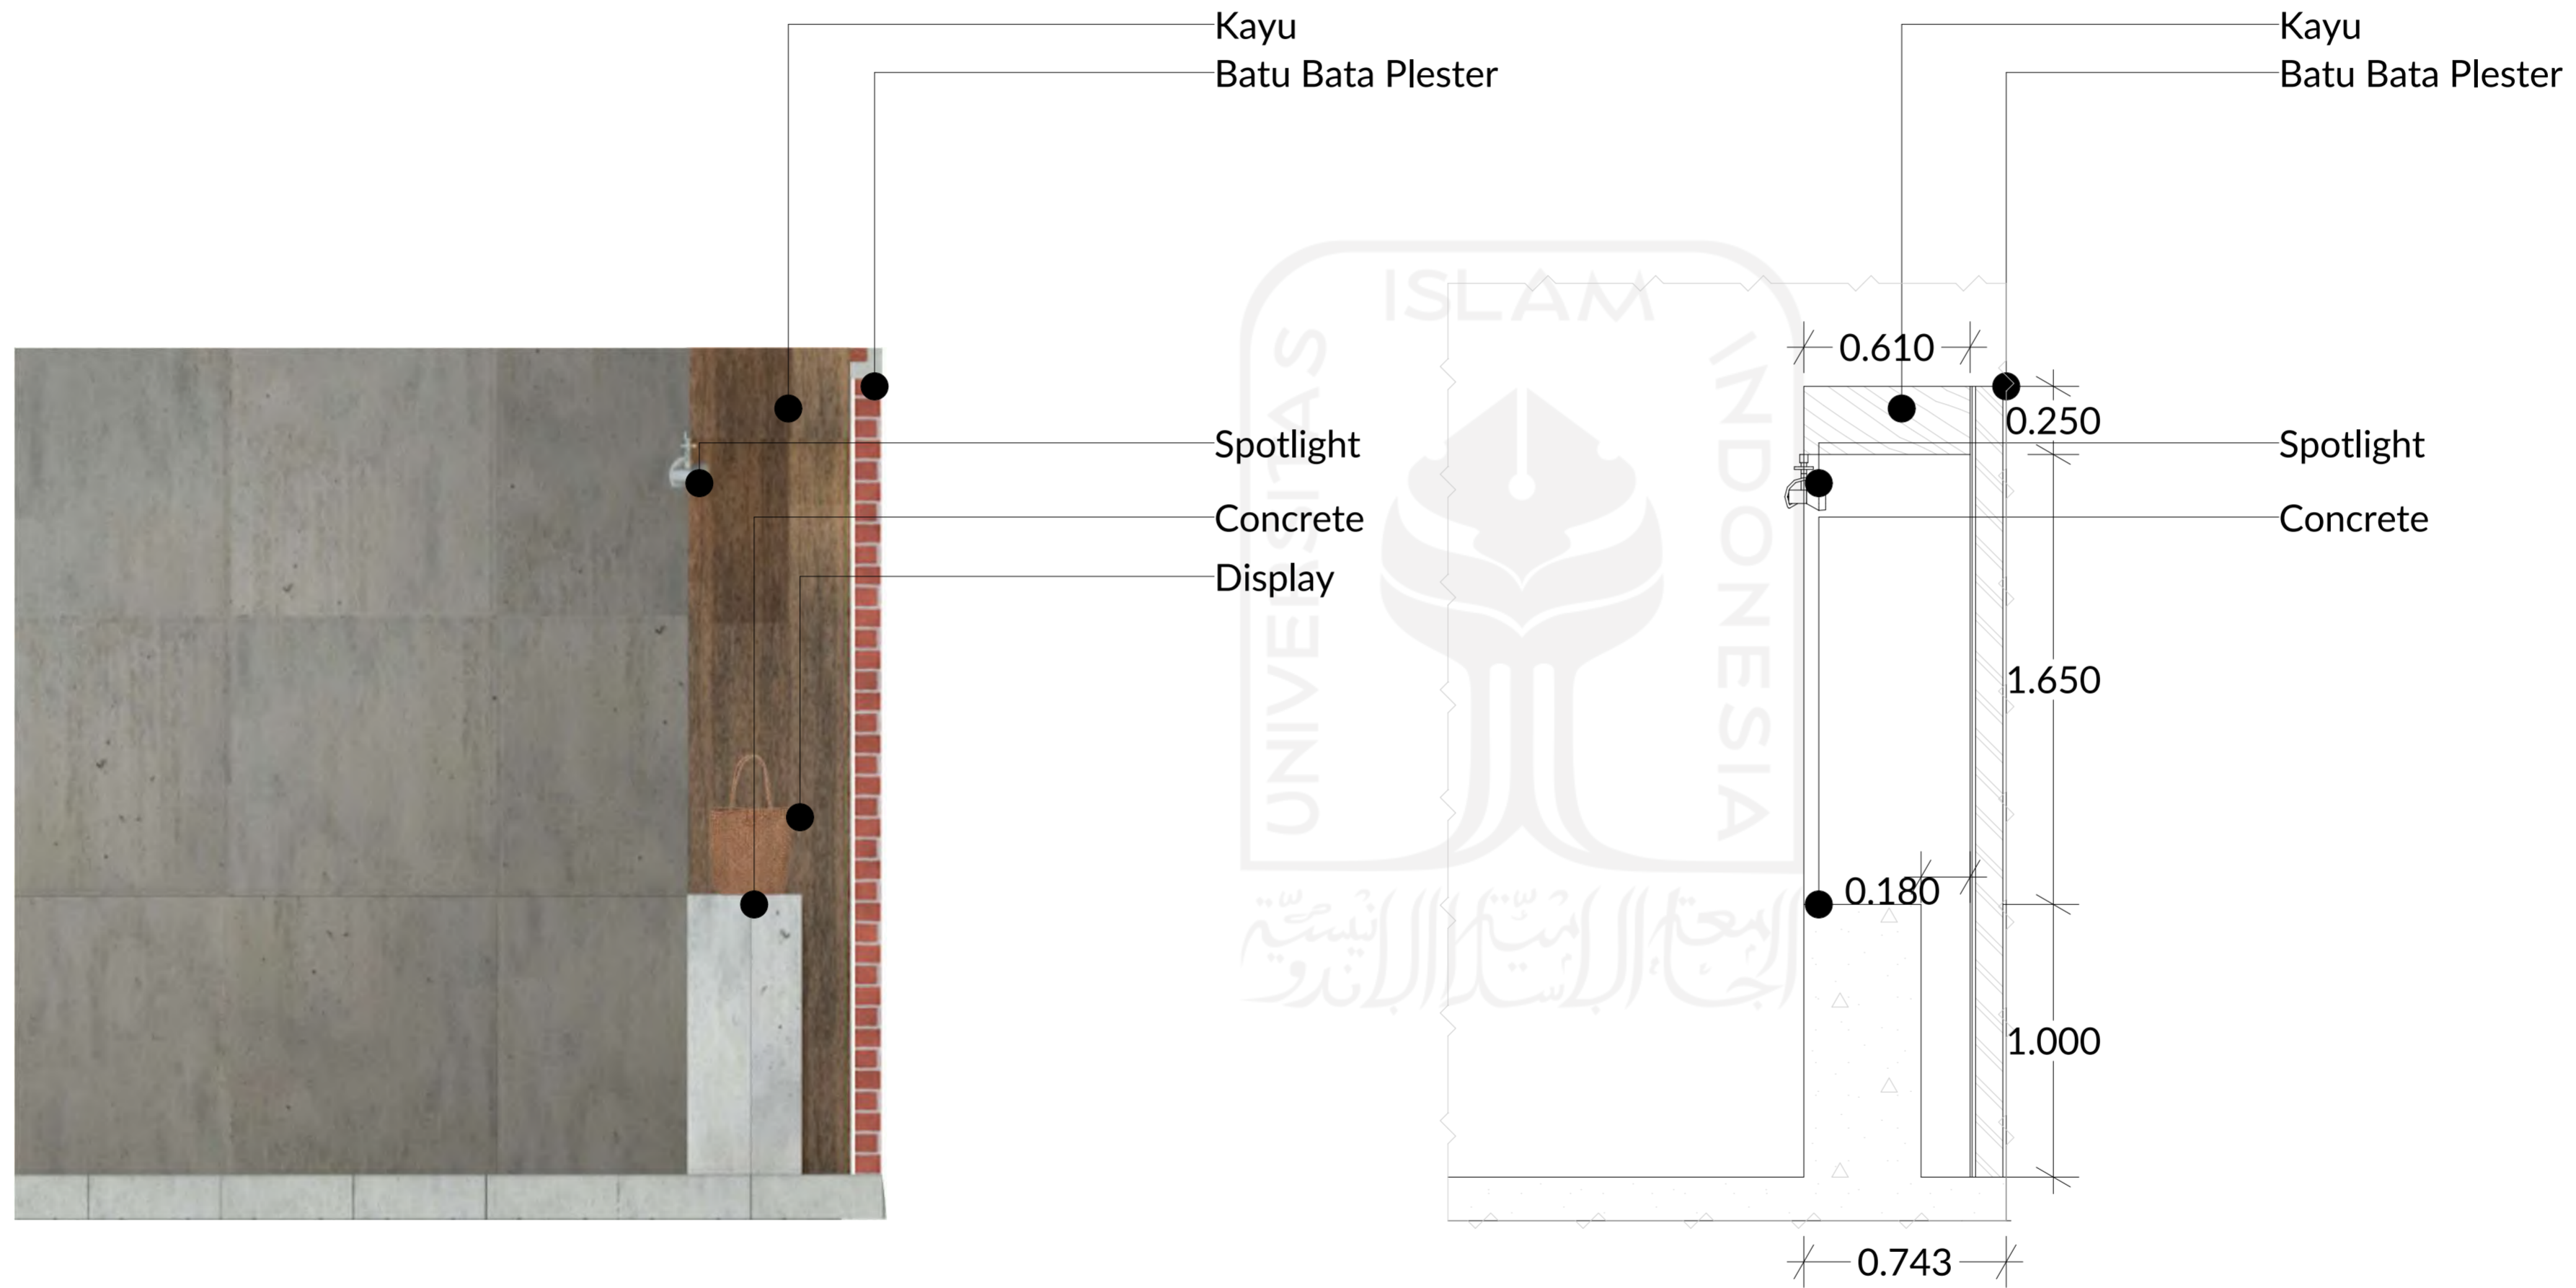 Kayu
Batu Bata Plester
Spotlight
Concrete
Display
Kayu
Batu Bata Plester
0.610
0.250
Spotlight
Concrete
1.650
0.180
1.000
0.743
UNIVERSITAS
ISLAM
INDONESIA